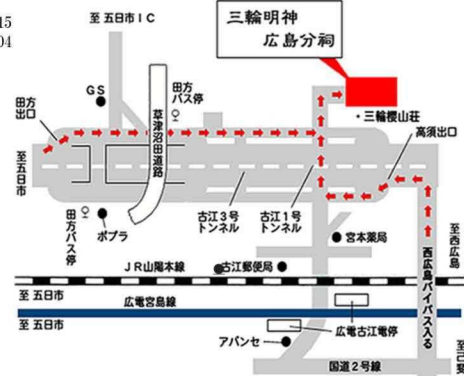 15
04
至 五日市IC
三輪明神
広島分祠
GS
田方
バス停
田方
出口
草津沼田道路
・三輪櫻山荘
高須出口
至五日市
古江3号
トンネル
古江1号
トンネル
田方バス停
ポプラ
宮本薬局
至西広島
西広島バイパス入る
JR山陽本線
古江郵便局
至 五日市
広電宮島線
至 五日市
広電古江電停
アバンセ
国道2号線